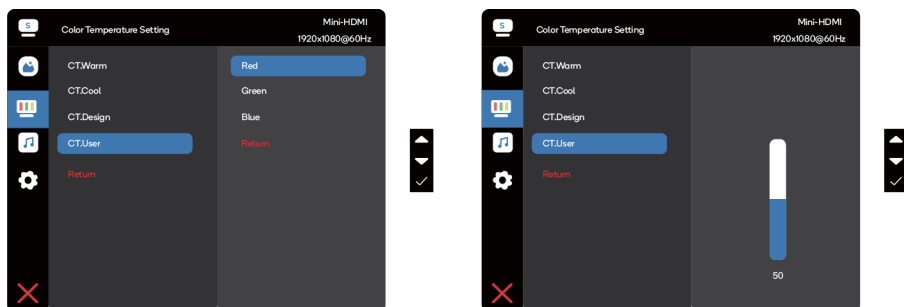 S
Color Temperature Setting
Mini-HDMI
1920x1080@60Hz
CT.Warm
CT.Cool
CT.Design
CT.User
Return
Red
Green
Blue
Return
S
Color Temperature Setting
Mini-HDMI
1920x1080@60Hz
CT.Warm
CT.Cool
CT.Design
CT.User
Return
50